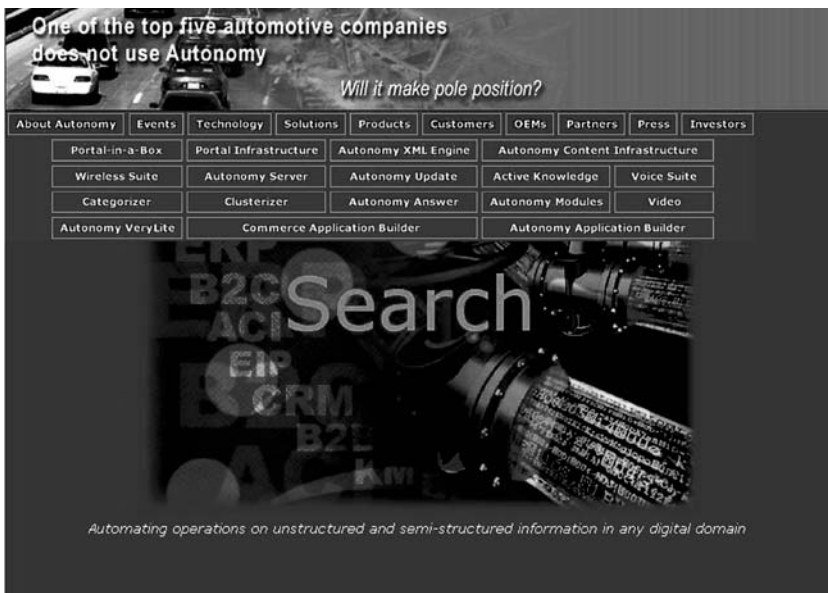 One of the top five automotive companies
does not use Autonomy
Will it make pole position?
About Autonomy Events Technology Solutions Products Customers OEMs Partners Press Investors
Portal-in-a-Box Portal Infrastructure Autonomy XML Engine Autonomy Content Infrastructure
Wireless Suite Autonomy Server Autonomy Update Active Knowledge Voice Suite
Categorizer Clusterizer Autonomy Answer Autonomy Modules Video
Autonomy VeryLite Commerce Application Builder Autonomy Application Builder
ERP
B2C
Search
ACI
EIP
CRM
B2E
KM
Automating operations on unstructured and semi-structured information in any digital domain